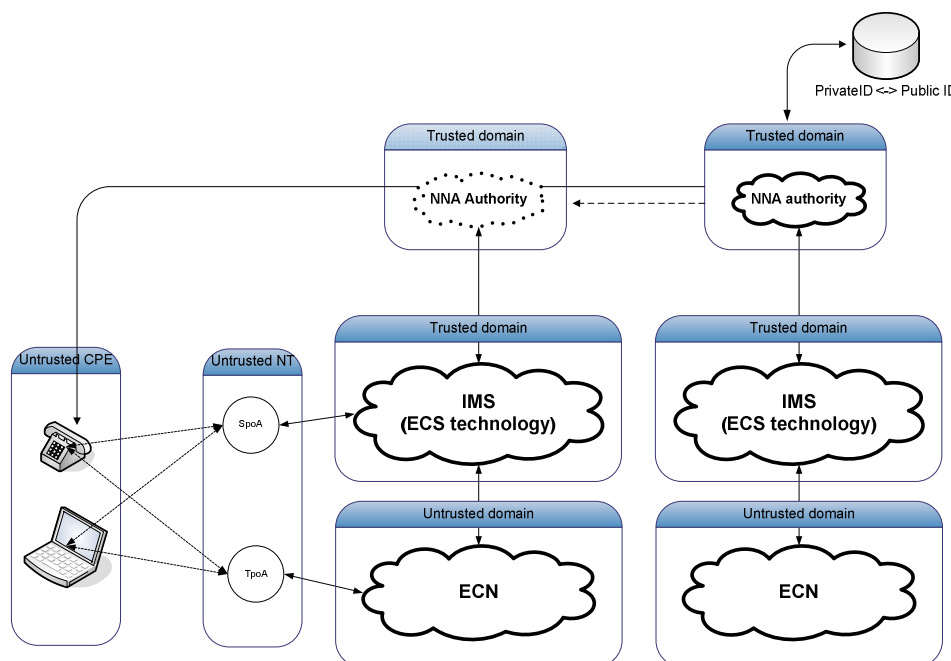 PrivateID <-> Public ID
Trusted domain
Trusted domain
NNA Authority
NNA authority
Trusted domain
Trusted domain
Untrusted CPE
Untrusted NT
IMS
(ECS technology)
IMS
(ECS technology)
SpoA
Untrusted domain
Untrusted domain
TpoA
ECN
ECN